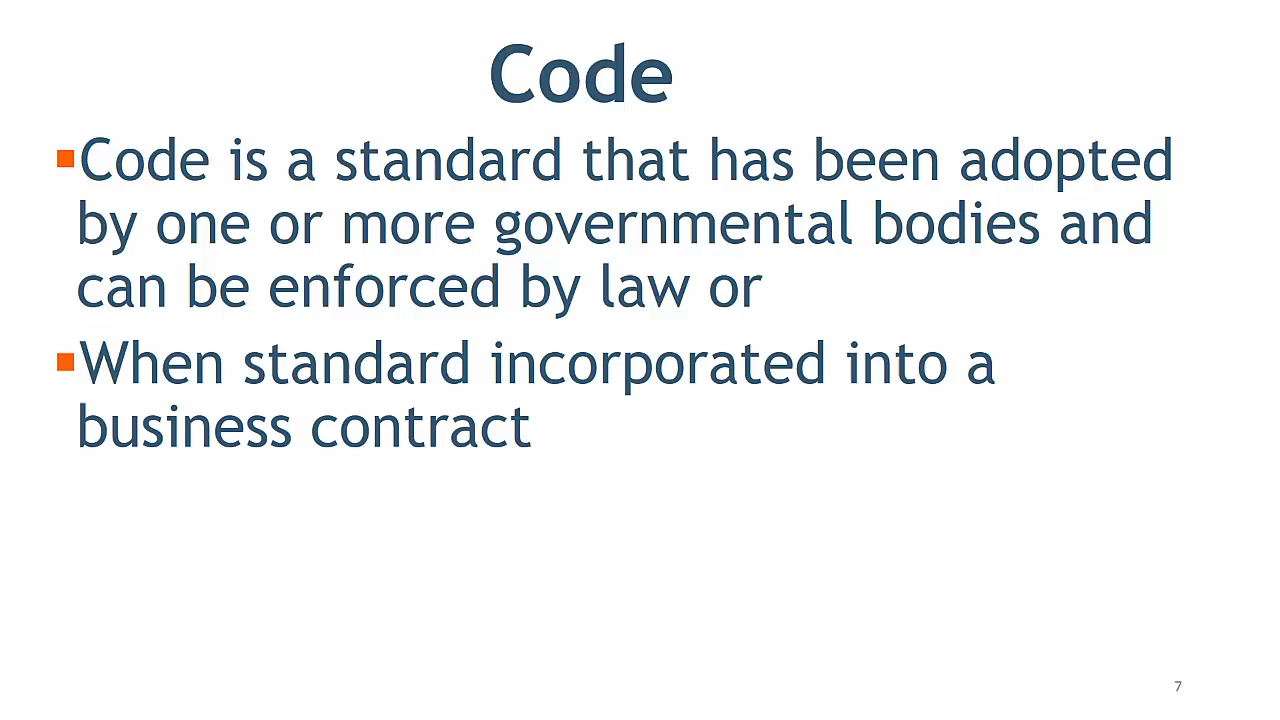 Code
▪Code is a standard that has been adopted
by one or more governmental bodies and
can be enforced by law or
▪When standard incorporated into a
business contract
7